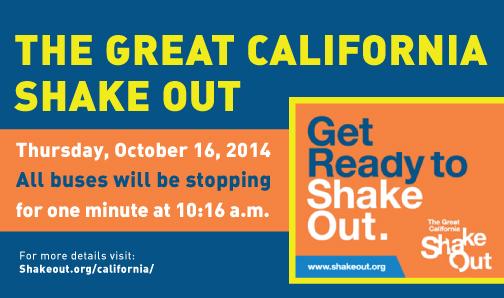 THE GREAT CALIFORNIA
SHAKE OUT
Thursday, October 16, 2014
All buses will be stopping
for one minute at 10:16 a.m.
For more details visit:
Shakeout.org/california/
Get
Ready to
Shake
Out.
www.shakeout.org
The Great
California
Shake
Out